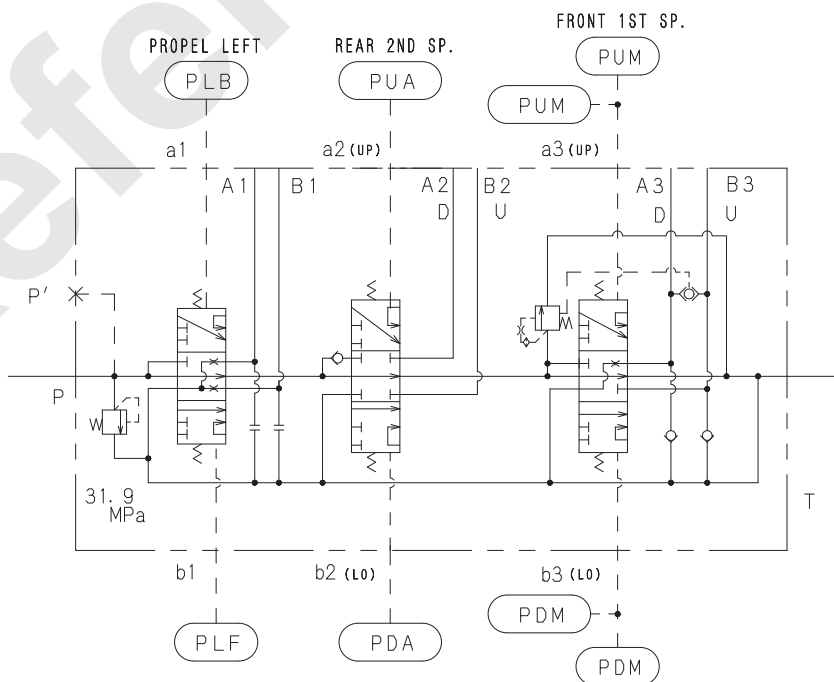 FRONT 1ST SP.
PROPEL LEFT
REAR 2ND SP.
PUM
PLB
PUA
PUM
a1
a2 (UP)
a3 (UP)
A1
B1
A2
D
B2
U
A3
D
B3
U
P'
P
31.9
MPa
T
b1
b2 (LO)
b3 (LO)
PDM
PLF
PDA
PDM